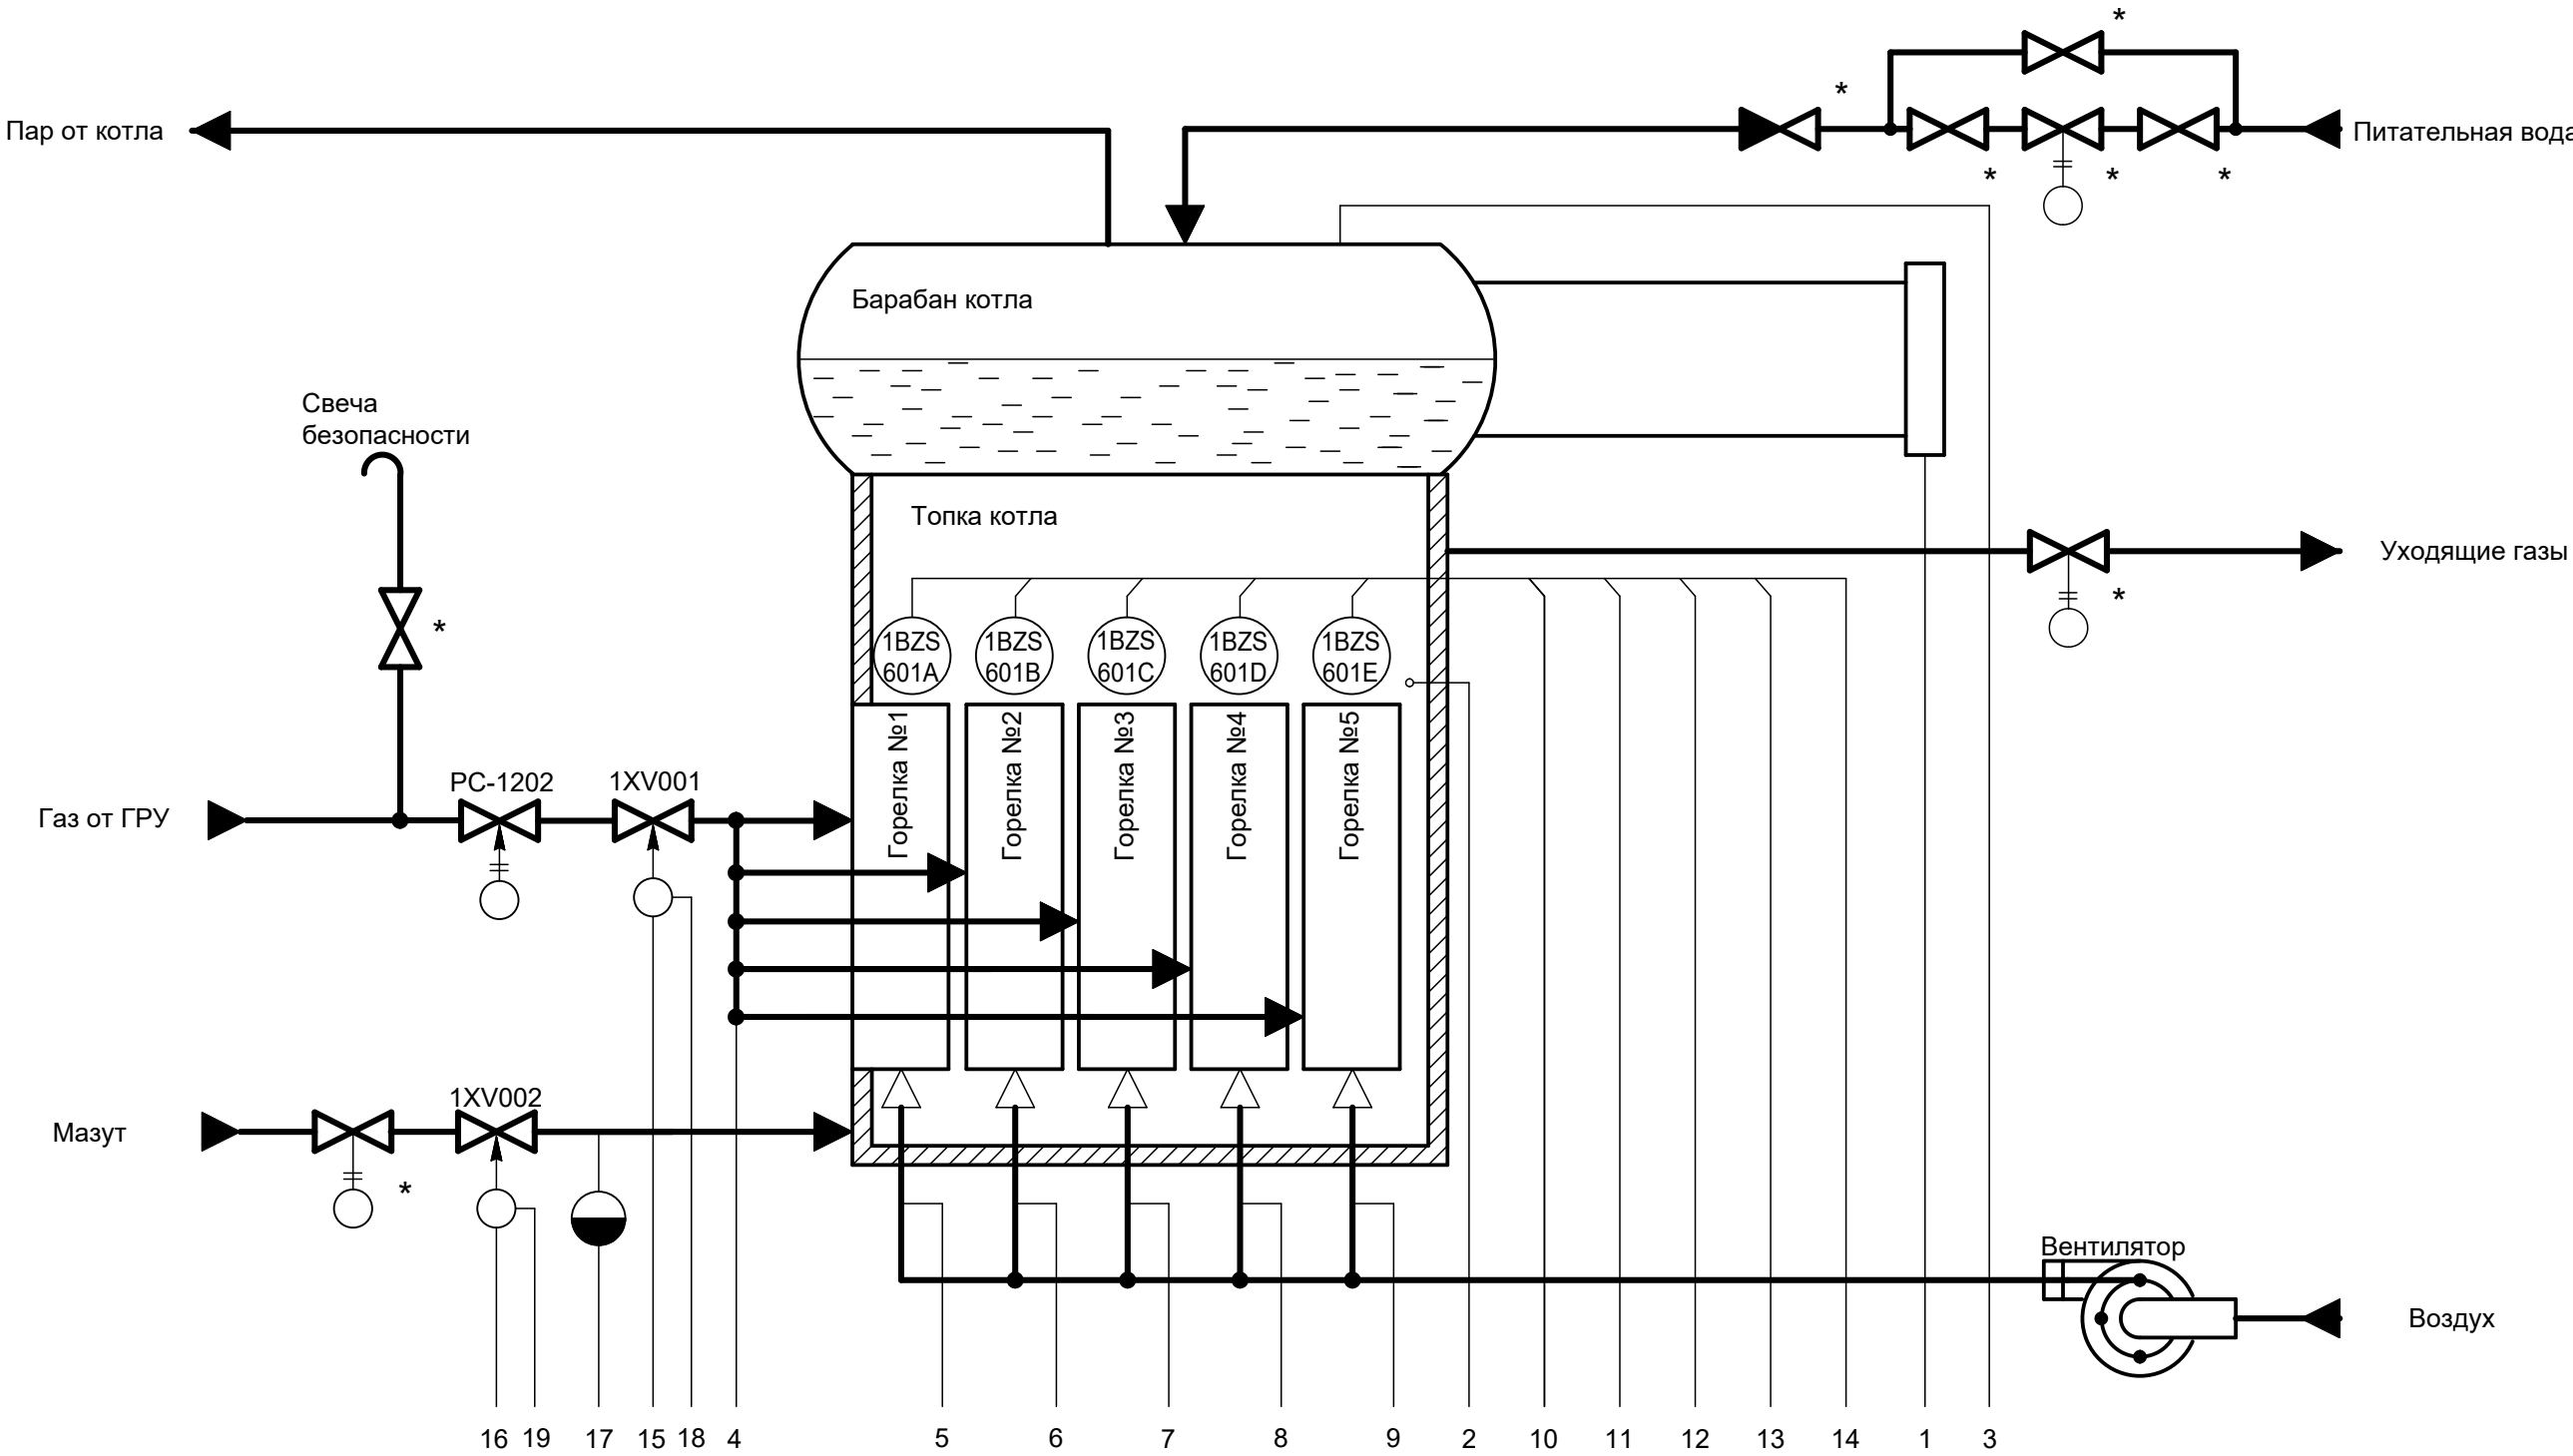 *
*
Пар от котла
Питательная вода
*
*
*
Барабан котла
Свеча
безопасности
Топка котла
Уходящие газы
*
*
1BZS
601A
1BZS
601B
1BZS
601C
1BZS
601D
1BZS
601E
Горелка №1
Горелка №2
Горелка №3
Горелка №4
Горелка №5
PC-1202
1XV001
Газ от ГРУ
1XV002
Мазут
*
Вентилятор
Воздух
16
19
17
15
18
4
5
6
7
8
9
2
10
11
12
13
14
1
3